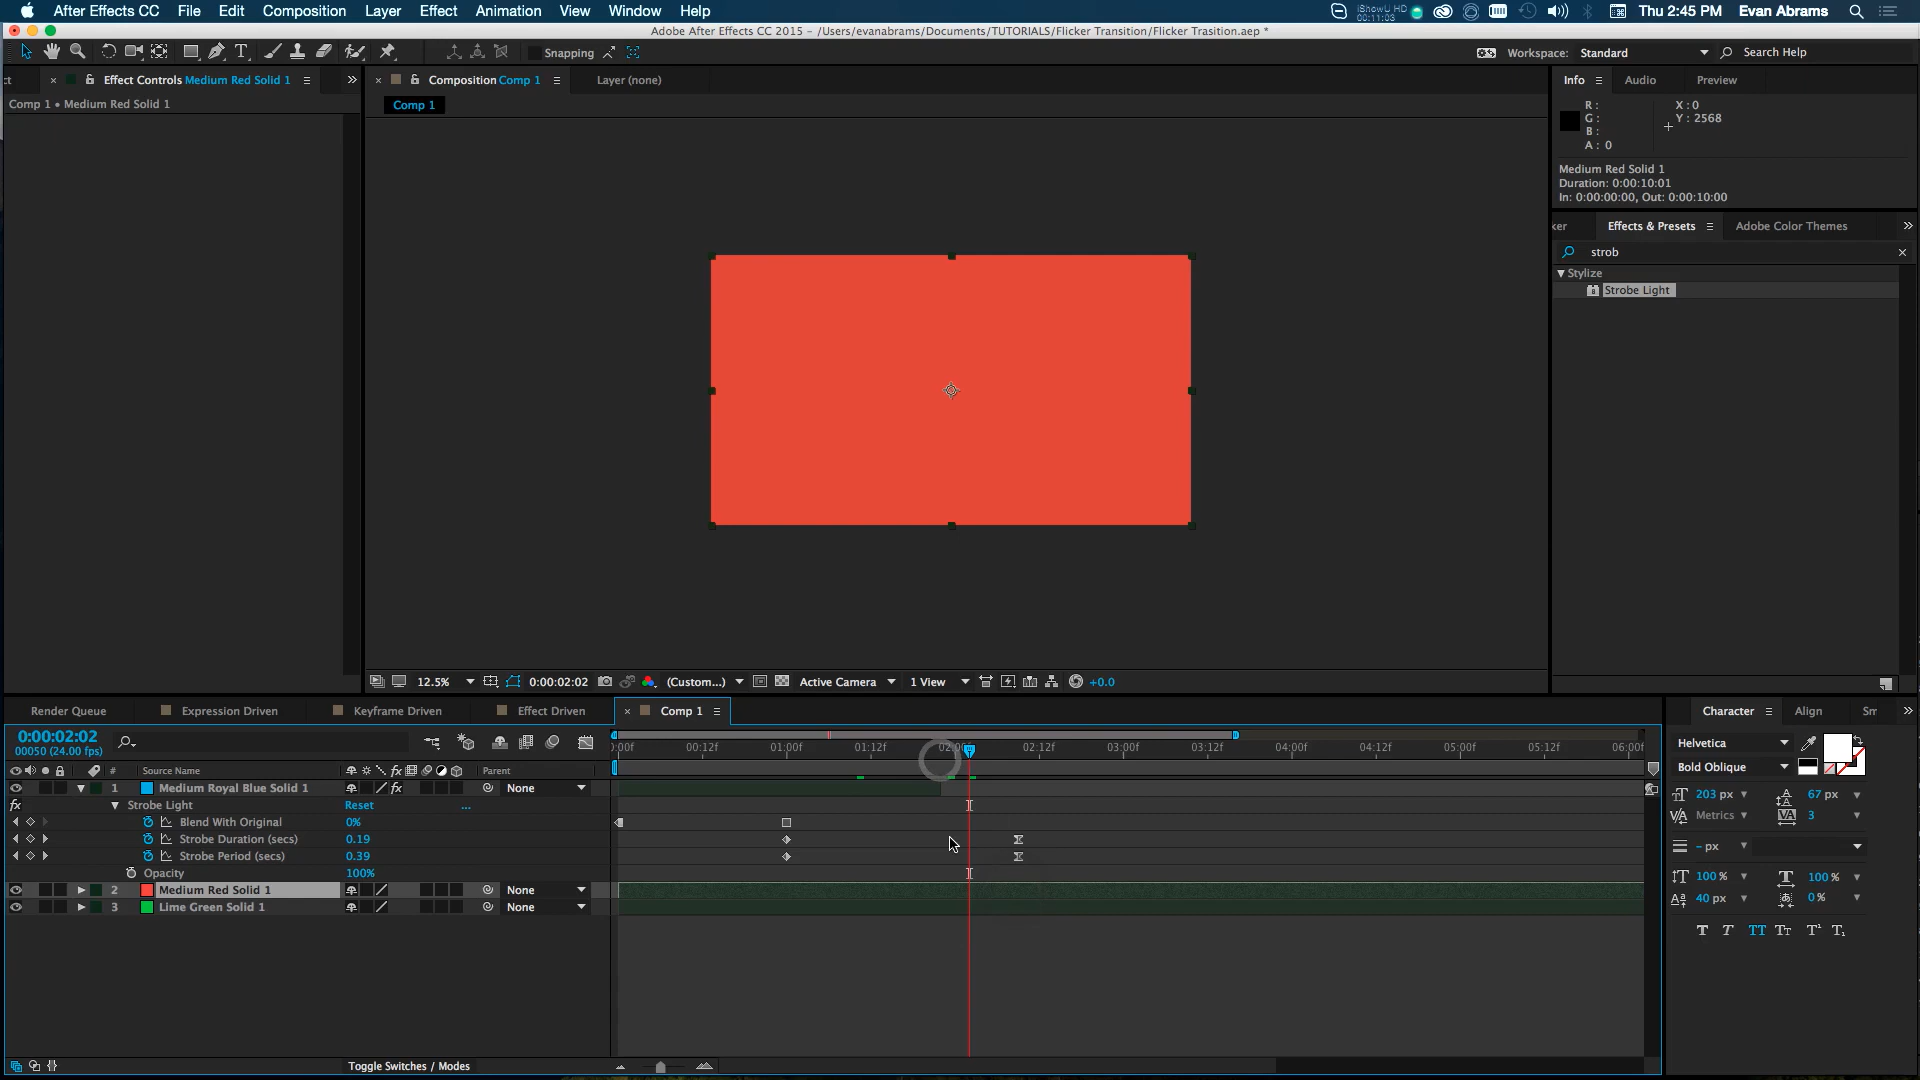 After Effects CC File Edit Composition Layer Effect Animation View Window Help
iShowU HD 00:11:03 Thu 2:45 PM Evan Abrams
Adobe After Effects CC 2015 – /Users/evanabrams/Documents/TUTORIALS/Flicker Transition/Flicker Trasition.aep *
Snapping Workspace: Standard Search Help
ct Effect Controls Medium Red Solid 1 Composition Comp 1 Layer (none) Info Audio Preview
Comp 1 • Medium Red Solid 1
Comp 1
R :
G :
B :
A : 0
X : 0
Y : 2568
Medium Red Solid 1
Duration: 0:00:10:01
In: 0:00:00:00, Out: 0:00:10:00
ker Effects & Presets Adobe Color Themes
strob
Stylize
Strobe Light
12.5% 0:00:02:02 (Custom...) Active Camera 1 View +0.0
Render Queue Expression Driven Keyframe Driven Effect Driven Comp 1
0:00:02:02
00050 (24.00 fps)
):00f 00:12f 01:00f 01:12f 02:00f 02:12f 03:00f 03:12f 04:00f 04:12f 05:00f 05:12f 06:00f
# Source Name fx Parent
1 Medium Royal Blue Solid 1 fx None
fx Strobe Light Reset ...
Blend With Original 0%
Strobe Duration (secs) 0.19
Strobe Period (secs) 0.39
Opacity 100%
2 Medium Red Solid 1 None
3 Lime Green Solid 1 None
Toggle Switches / Modes
Character Align Sm
Helvetica
Bold Oblique
203 px 67 px
Metrics 3
– px
100% 100%
40 px 0%
T T TT Tt T¹ T₁